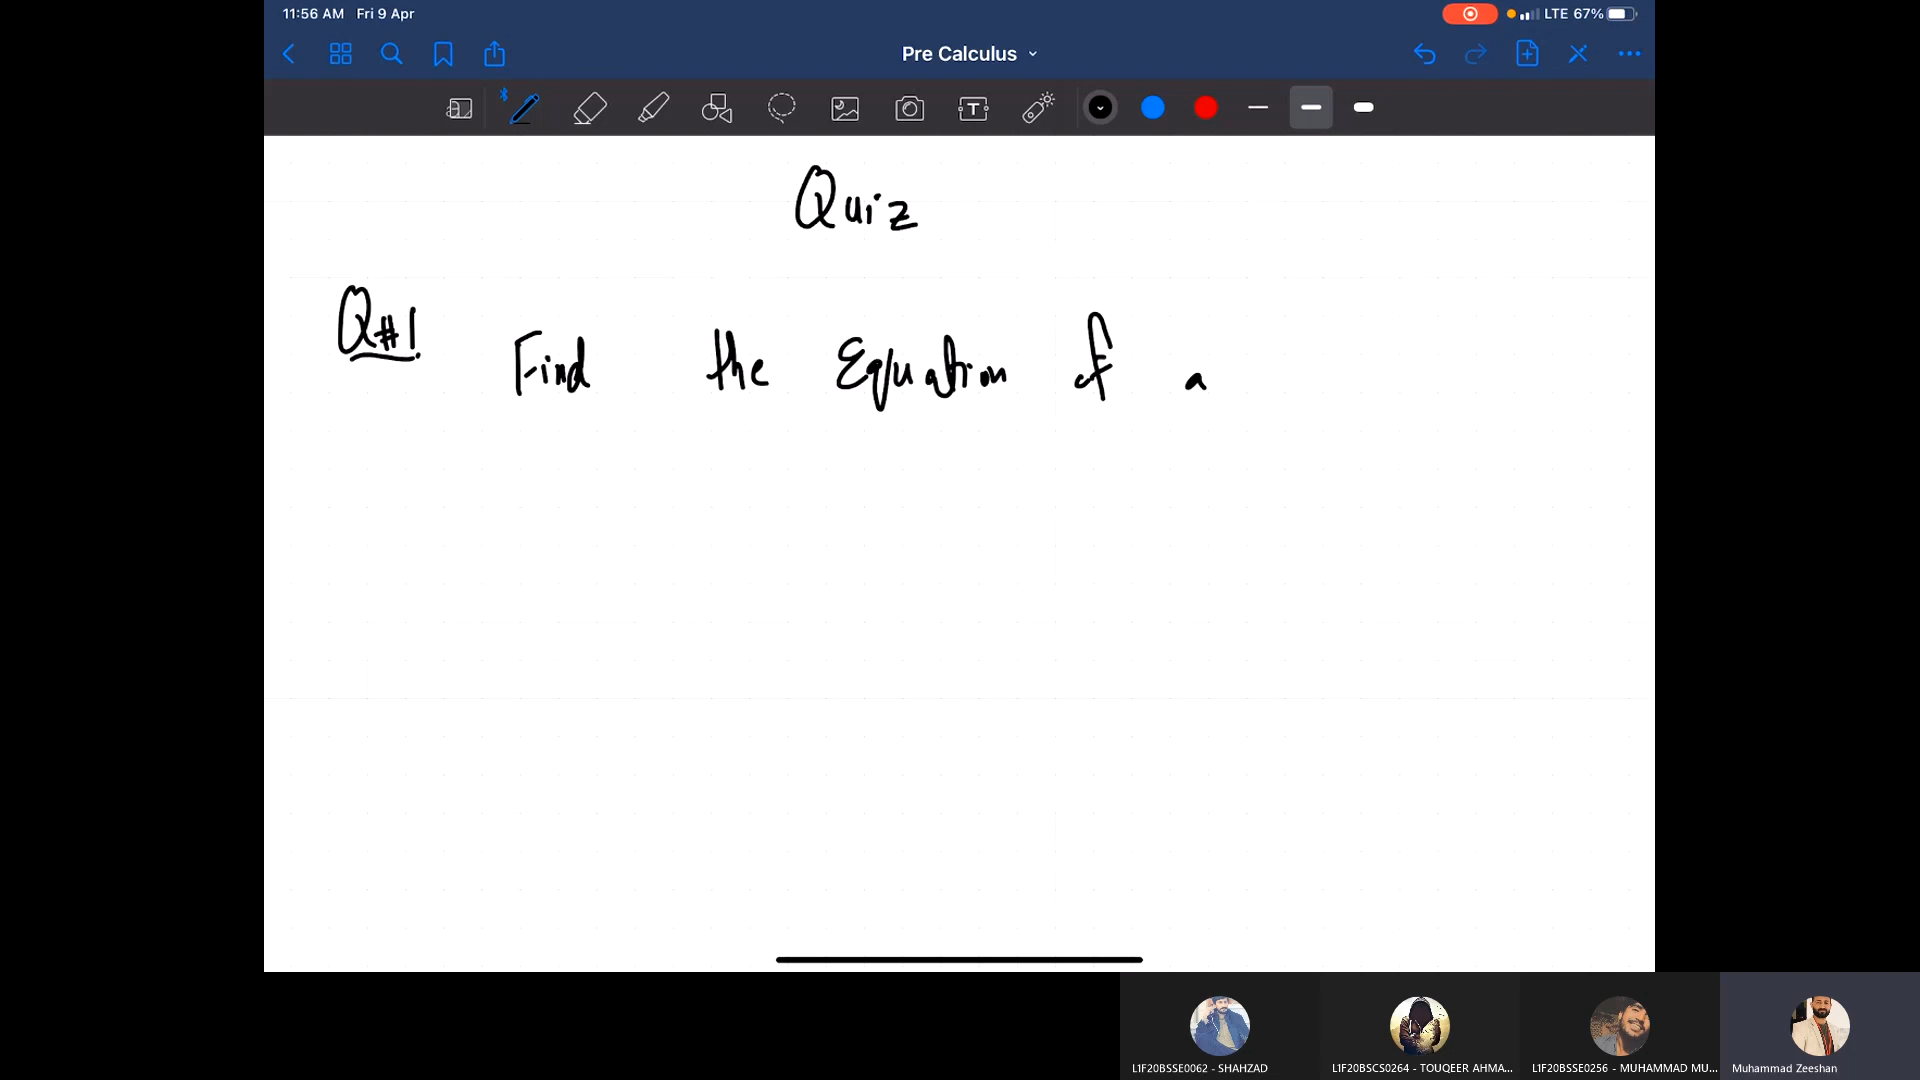 11:56 AM Fri 9 Apr
LTE 67%
Pre Calculus
T
Quiz
Q#1 Find the Equation of a
L1F20BSSE0062 - SHAHZAD
L1F20BSCS0264 - TOUQEER AHMA...
L1F20BSSE0256 - MUHAMMAD MU...
Muhammad Zeeshan